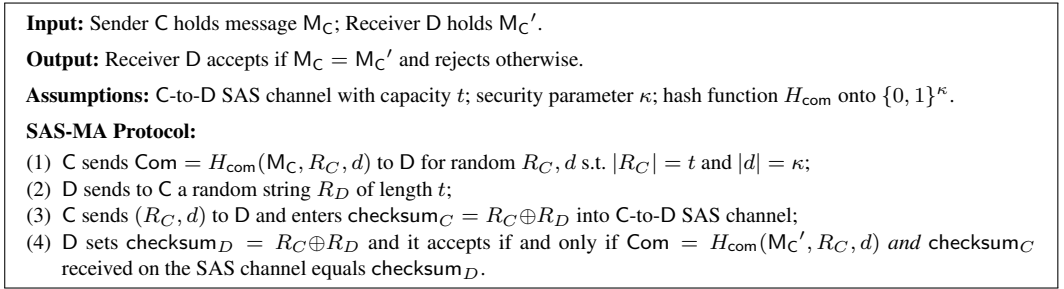 Input: Sender C holds message M_C; Receiver D holds M_C′.
Output: Receiver D accepts if M_C = M_C′ and rejects otherwise.
Assumptions: C-to-D SAS channel with capacity t; security parameter κ; hash function H_com onto {0, 1}^κ.
SAS-MA Protocol:
(1) C sends Com = H_com(M_C, R_C, d) to D for random R_C, d s.t. |R_C| = t and |d| = κ;
(2) D sends to C a random string R_D of length t;
(3) C sends (R_C, d) to D and enters checksum_C = R_C⊕R_D into C-to-D SAS channel;
(4) D sets checksum_D = R_C⊕R_D and it accepts if and only if Com = H_com(M_C′, R_C, d) and checksum_C
received on the SAS channel equals checksum_D.